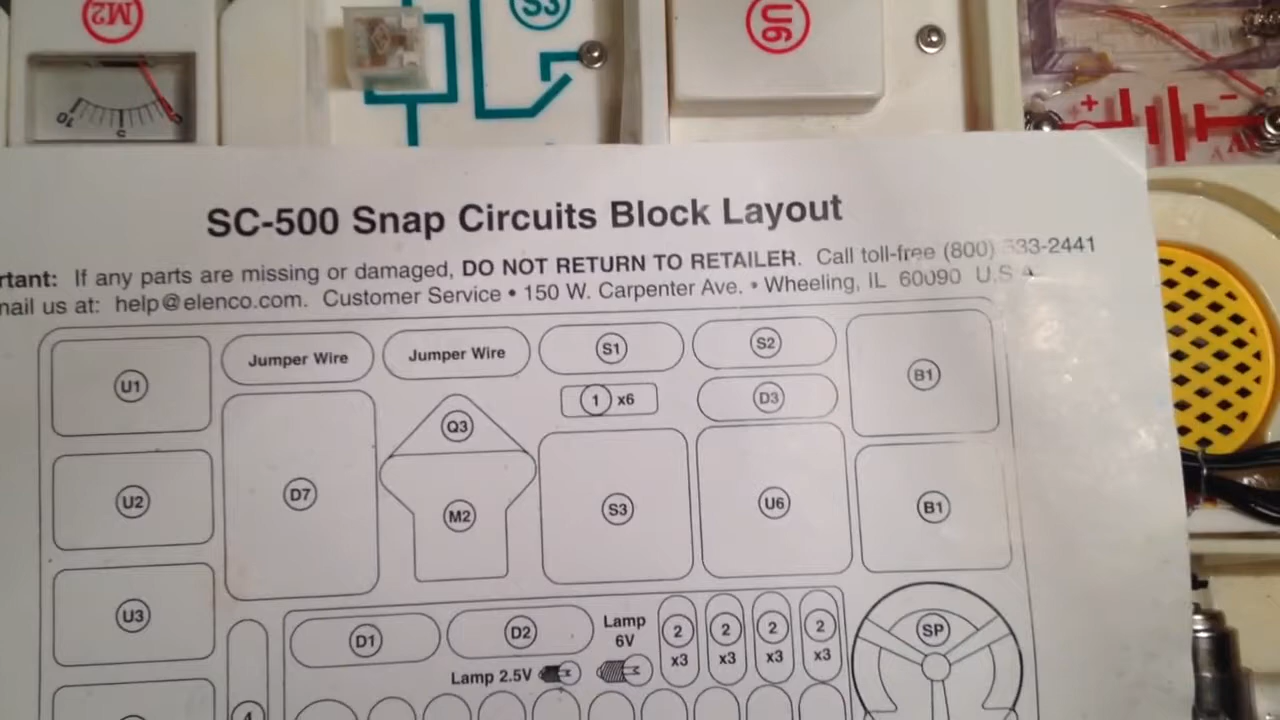 M2
10 5
S3
U6
+ −
SC-500 Snap Circuits Block Layout
rtant: If any parts are missing or damaged, DO NOT RETURN TO RETAILER. Call toll-free (800) 533-2441
nail us at: help@elenco.com. Customer Service • 150 W. Carpenter Ave. • Wheeling, IL 60090 U.S.A.
U1
Jumper Wire
Jumper Wire
S1
S2
B1
1 x6
D3
Q3
U2
D7
M2
S3
U6
B1
U3
D1
D2
Lamp 6V
2 x3
2 x3
2 x3
2 x3
SP
Lamp 2.5V
4